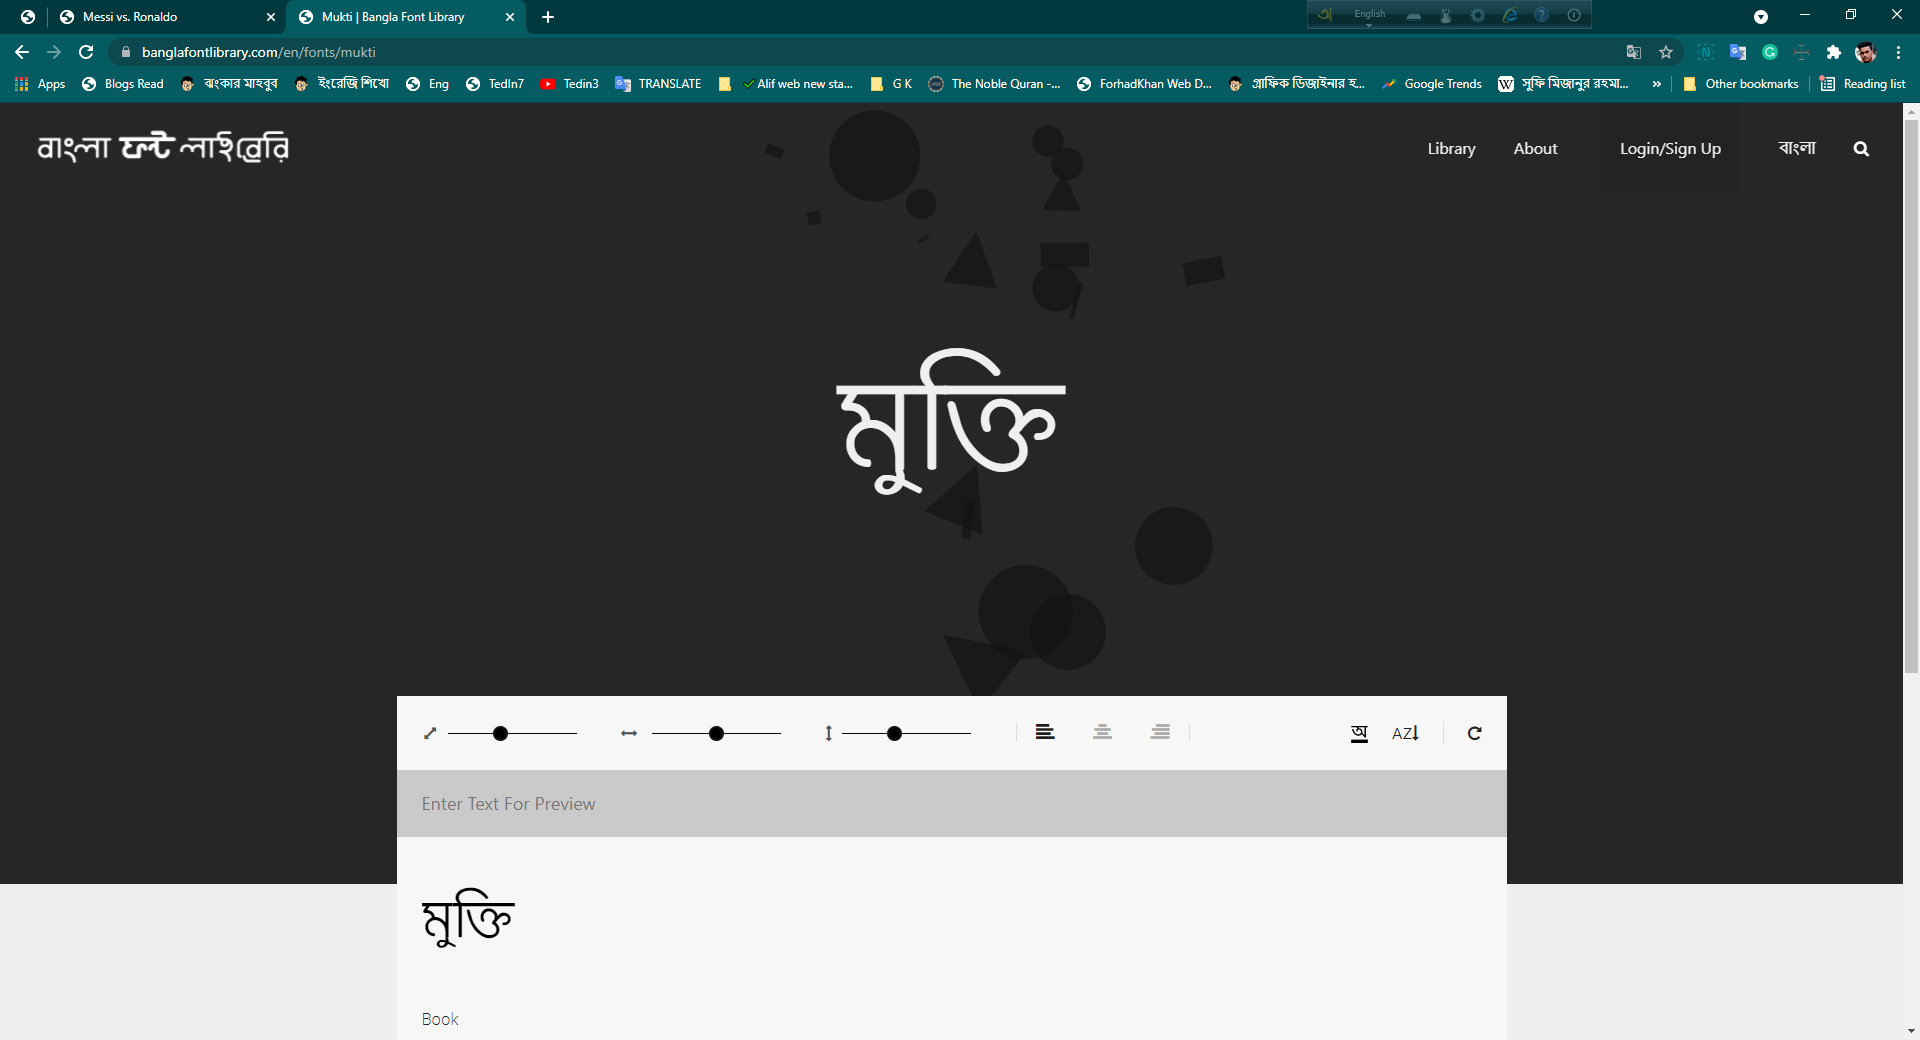 Messi vs. Ronaldo
Mukti | Bangla Font Library
English
banglafontlibrary.com/en/fonts/mukti
Apps
Blogs Read
ঝংকার মাহবুব
ইংরেজি শিখো
Eng
TedIn7
Tedin3
TRANSLATE
Alif web new sta...
G K
The Noble Quran -...
ForhadKhan Web D...
গ্রাফিক ডিজাইনার হ...
Google Trends
সুফি মিজানুর রহমা...
Other bookmarks
Reading list
বাংলা ফন্ট লাইব্রেরি
Library
About
Login/Sign Up
বাংলা
মুক্তি
অ
AZ
Enter Text For Preview
মুক্তি
Book